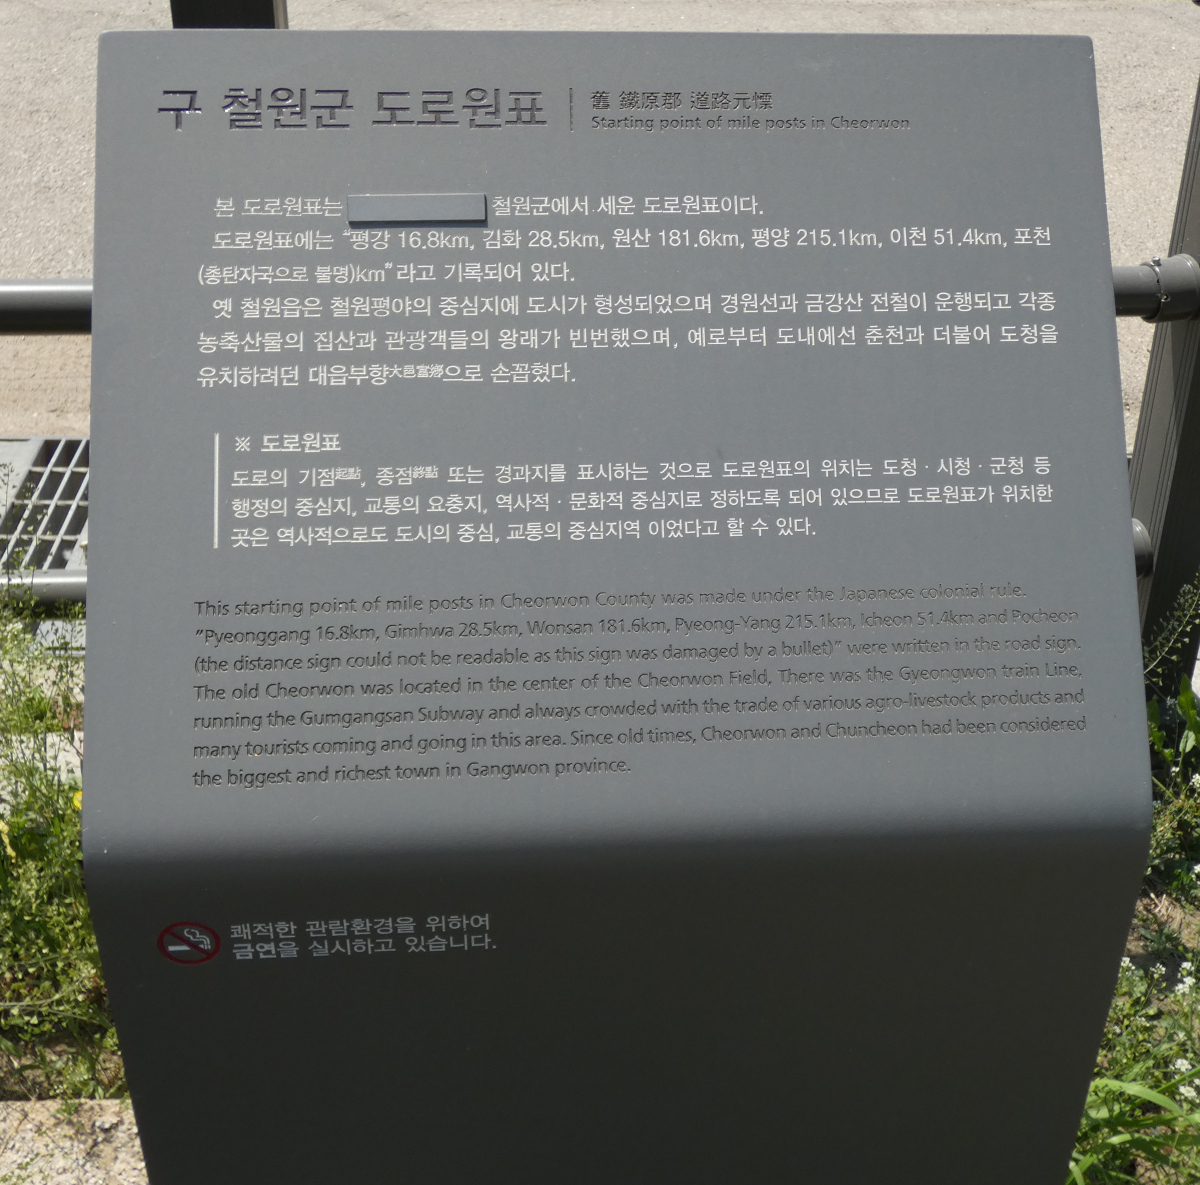 구 철원군 도로원표
舊 鐵原郡 道路元慓
Starting point of mile posts in Cheorwon
본 도로원표는 철원군에서 세운 도로원표이다.
도로원표에는 "평강 16.8km, 김화 28.5km, 원산 181.6km, 평양 215.1km, 이천 51.4km, 포천
(총탄자국으로 불명)km"라고 기록되어 있다.
옛 철원읍은 철원평야의 중심지에 도시가 형성되었으며 경원선과 금강산 전철이 운행되고 각종
농축산물의 집산과 관광객들의 왕래가 빈번했으며, 예로부터 도내에선 춘천과 더불어 도청을
유치하려던 대읍부향大邑富鄕으로 손꼽혔다.
※ 도로원표
도로의 기점起點, 종점終點 또는 경과지를 표시하는 것으로 도로원표의 위치는 도청 · 시청 · 군청 등
행정의 중심지, 교통의 요충지, 역사적 · 문화적 중심지로 정하도록 되어 있으므로 도로원표가 위치한
곳은 역사적으로도 도시의 중심, 교통의 중심지역 이었다고 할 수 있다.
This starting point of mile posts in Cheorwon County was made under the Japanese colonial rule.
"Pyeonggang 16.8km, Gimhwa 28.5km, Wonsan 181.6km, Pyeong-Yang 215.1km, Icheon 51.4km and Pocheon
(the distance sign could not be readable as this sign was damaged by a bullet)" were written in the road sign.
The old Cheorwon was located in the center of the Cheorwon Field, There was the Gyeongwon train Line,
running the Gumgangsan Subway and always crowded with the trade of various agro-livestock products and
many tourists coming and going in this area. Since old times, Cheorwon and Chuncheon had been considered
the biggest and richest town in Gangwon province.
쾌적한 관람환경을 위하여
금연을 실시하고 있습니다.